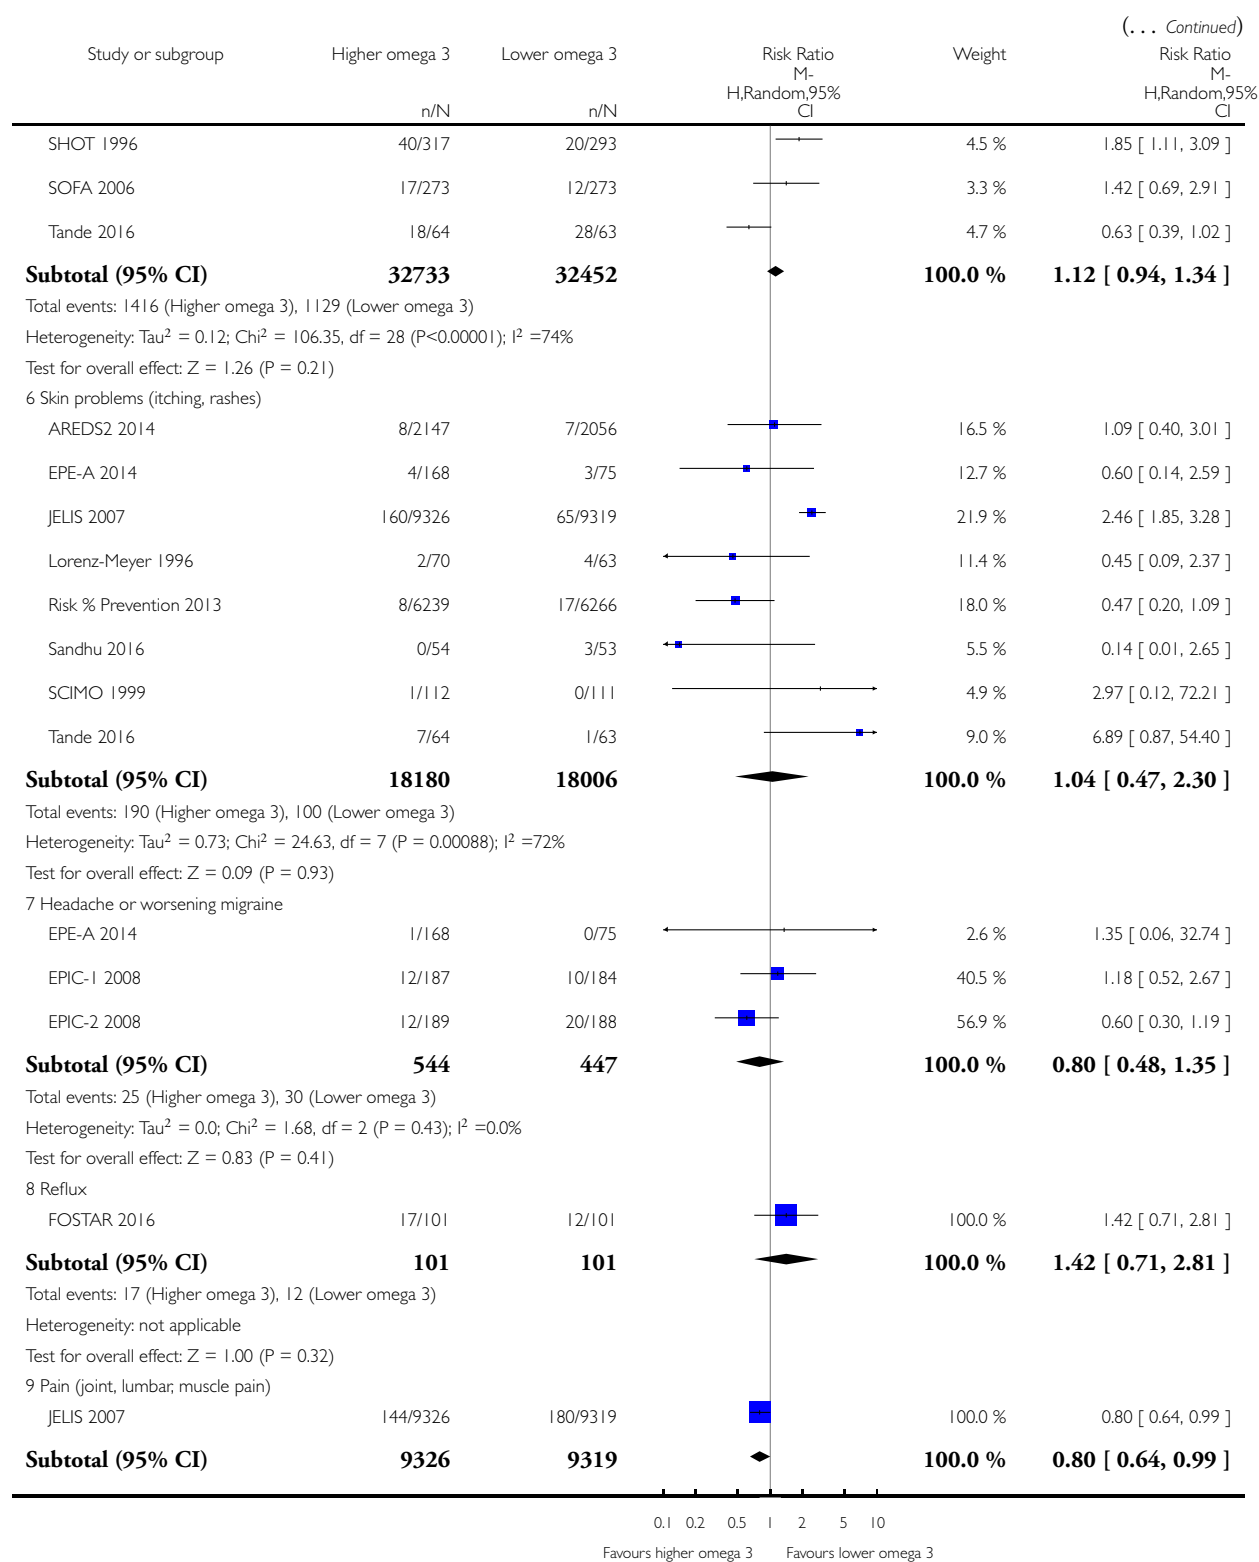 (... Continued)
Study or subgroup Higher omega 3 Lower omega 3 Risk Ratio Weight Risk Ratio
M- M-
H,Random,95% H,Random,95%
n/N n/N CI CI
SHOT 1996 40/317 20/293 4.5 % 1.85 [ 1.11, 3.09 ]
SOFA 2006 17/273 12/273 3.3 % 1.42 [ 0.69, 2.91 ]
Tande 2016 18/64 28/63 4.7 % 0.63 [ 0.39, 1.02 ]
Subtotal (95% CI) 32733 32452 100.0 % 1.12 [ 0.94, 1.34 ]
Total events: 1416 (Higher omega 3), 1129 (Lower omega 3)
Heterogeneity: Tau² = 0.12; Chi² = 106.35, df = 28 (P<0.00001); I² =74%
Test for overall effect: Z = 1.26 (P = 0.21)
6 Skin problems (itching, rashes)
AREDS2 2014 8/2147 7/2056 16.5 % 1.09 [ 0.40, 3.01 ]
EPE-A 2014 4/168 3/75 12.7 % 0.60 [ 0.14, 2.59 ]
JELIS 2007 160/9326 65/9319 21.9 % 2.46 [ 1.85, 3.28 ]
Lorenz-Meyer 1996 2/70 4/63 11.4 % 0.45 [ 0.09, 2.37 ]
Risk % Prevention 2013 8/6239 17/6266 18.0 % 0.47 [ 0.20, 1.09 ]
Sandhu 2016 0/54 3/53 5.5 % 0.14 [ 0.01, 2.65 ]
SCIMO 1999 1/112 0/111 4.9 % 2.97 [ 0.12, 72.21 ]
Tande 2016 7/64 1/63 9.0 % 6.89 [ 0.87, 54.40 ]
Subtotal (95% CI) 18180 18006 100.0 % 1.04 [ 0.47, 2.30 ]
Total events: 190 (Higher omega 3), 100 (Lower omega 3)
Heterogeneity: Tau² = 0.73; Chi² = 24.63, df = 7 (P = 0.00088); I² =72%
Test for overall effect: Z = 0.09 (P = 0.93)
7 Headache or worsening migraine
EPE-A 2014 1/168 0/75 2.6 % 1.35 [ 0.06, 32.74 ]
EPIC-1 2008 12/187 10/184 40.5 % 1.18 [ 0.52, 2.67 ]
EPIC-2 2008 12/189 20/188 56.9 % 0.60 [ 0.30, 1.19 ]
Subtotal (95% CI) 544 447 100.0 % 0.80 [ 0.48, 1.35 ]
Total events: 25 (Higher omega 3), 30 (Lower omega 3)
Heterogeneity: Tau² = 0.0; Chi² = 1.68, df = 2 (P = 0.43); I² =0.0%
Test for overall effect: Z = 0.83 (P = 0.41)
8 Reflux
FOSTAR 2016 17/101 12/101 100.0 % 1.42 [ 0.71, 2.81 ]
Subtotal (95% CI) 101 101 100.0 % 1.42 [ 0.71, 2.81 ]
Total events: 17 (Higher omega 3), 12 (Lower omega 3)
Heterogeneity: not applicable
Test for overall effect: Z = 1.00 (P = 0.32)
9 Pain (joint, lumbar, muscle pain)
JELIS 2007 144/9326 180/9319 100.0 % 0.80 [ 0.64, 0.99 ]
Subtotal (95% CI) 9326 9319 100.0 % 0.80 [ 0.64, 0.99 ]
0.1 0.2 0.5 1 2 5 10
Favours higher omega 3 Favours lower omega 3